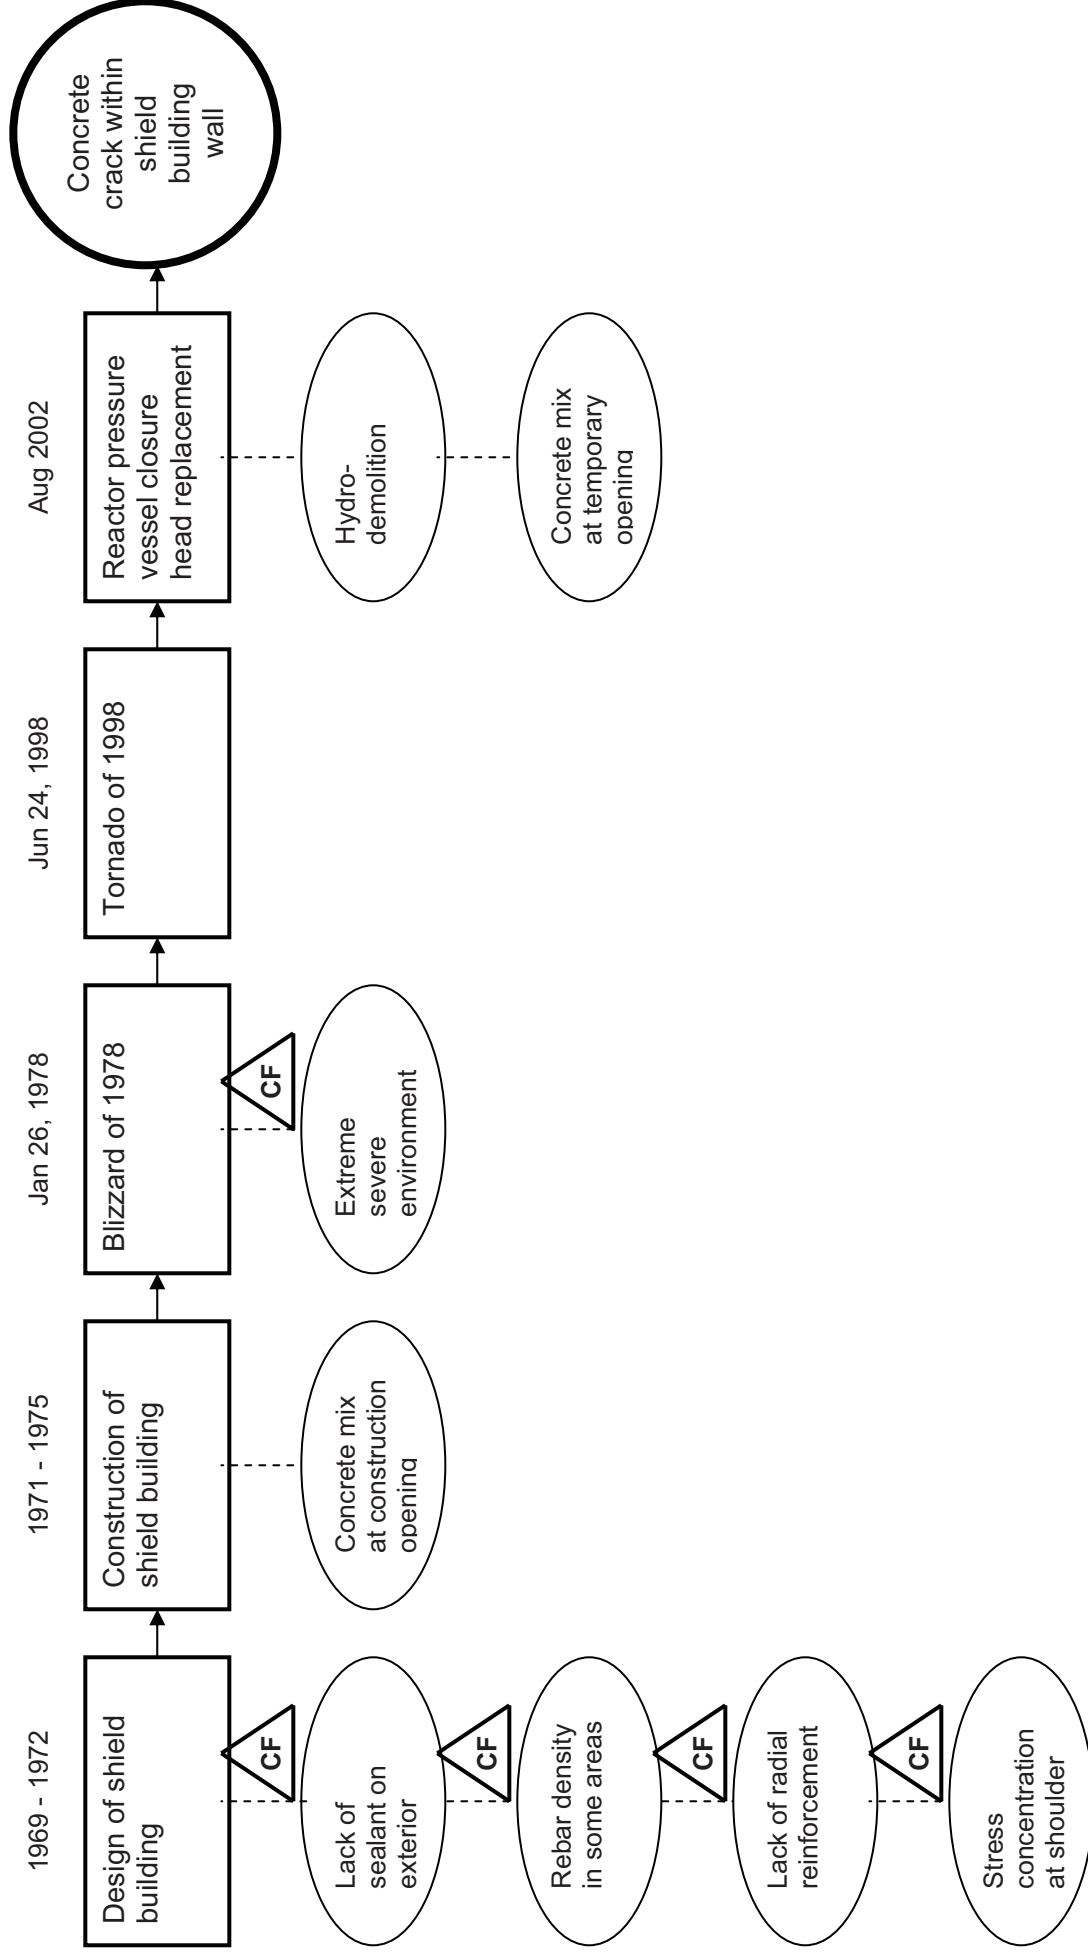 1969 - 1972
Design of shield
building
CF
Lack of
sealant on
exterior
CF
Rebar density
in some areas
CF
Lack of radial
reinforcement
CF
Stress
concentration
at shoulder
1971 - 1975
Construction of
shield building
Concrete mix
at construction
opening
Jan 26, 1978
Blizzard of 1978
CF
Extreme
severe
environment
Jun 24, 1998
Tornado of 1998
Aug 2002
Reactor pressure
vessel closure
head replacement
Hydro-
demolition
Concrete mix
at temporary
opening
Concrete
crack within
shield
building
wall